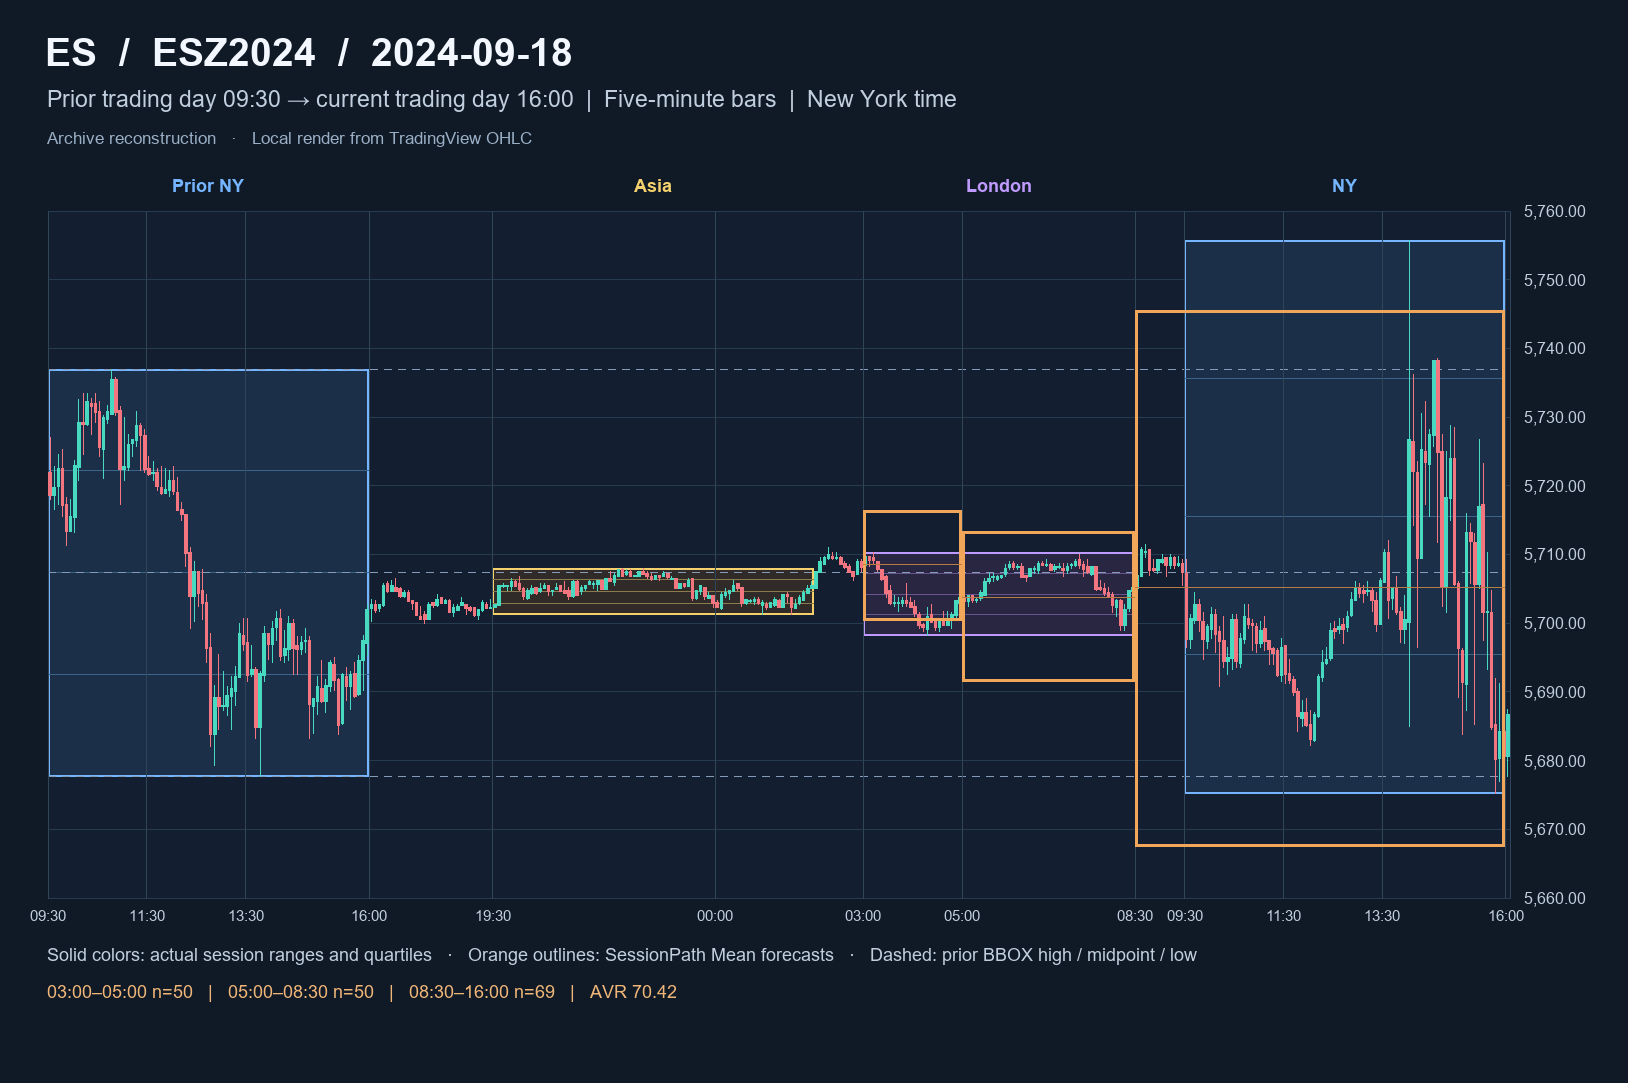 ES / ESZ2024 / 2024-09-18
Prior trading day 09:30 → current trading day 16:00 | Five-minute bars | New York time
Archive reconstruction · Local render from TradingView OHLC
Prior NY Asia London NY
5,760.00
5,750.00
5,740.00
5,730.00
5,720.00
5,710.00
5,700.00
5,690.00
5,680.00
5,670.00
5,660.00
09:30 11:30 13:30 16:00 19:30 00:00 03:00 05:00 08:30 09:30 11:30 13:30 16:00
Solid colors: actual session ranges and quartiles · Orange outlines: SessionPath Mean forecasts · Dashed: prior BBOX high / midpoint / low
03:00–05:00 n=50 | 05:00–08:30 n=50 | 08:30–16:00 n=69 | AVR 70.42